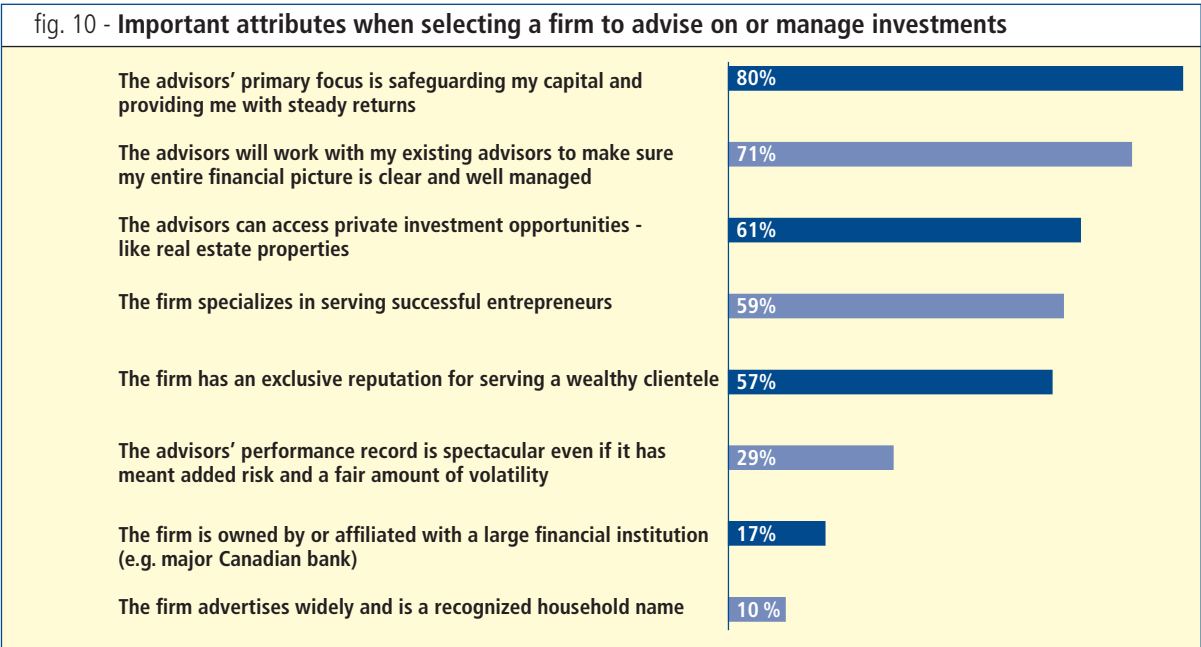 fig. 10 - Important attributes when selecting a firm to advise on or manage investments
The advisors' primary focus is safeguarding my capital and
providing me with steady returns
80%
The advisors will work with my existing advisors to make sure
my entire financial picture is clear and well managed
71%
The advisors can access private investment opportunities -
like real estate properties
61%
The firm specializes in serving successful entrepreneurs
59%
The firm has an exclusive reputation for serving a wealthy clientele
57%
The advisors' performance record is spectacular even if it has
meant added risk and a fair amount of volatility
29%
The firm is owned by or affiliated with a large financial institution
(e.g. major Canadian bank)
17%
The firm advertises widely and is a recognized household name
10 %